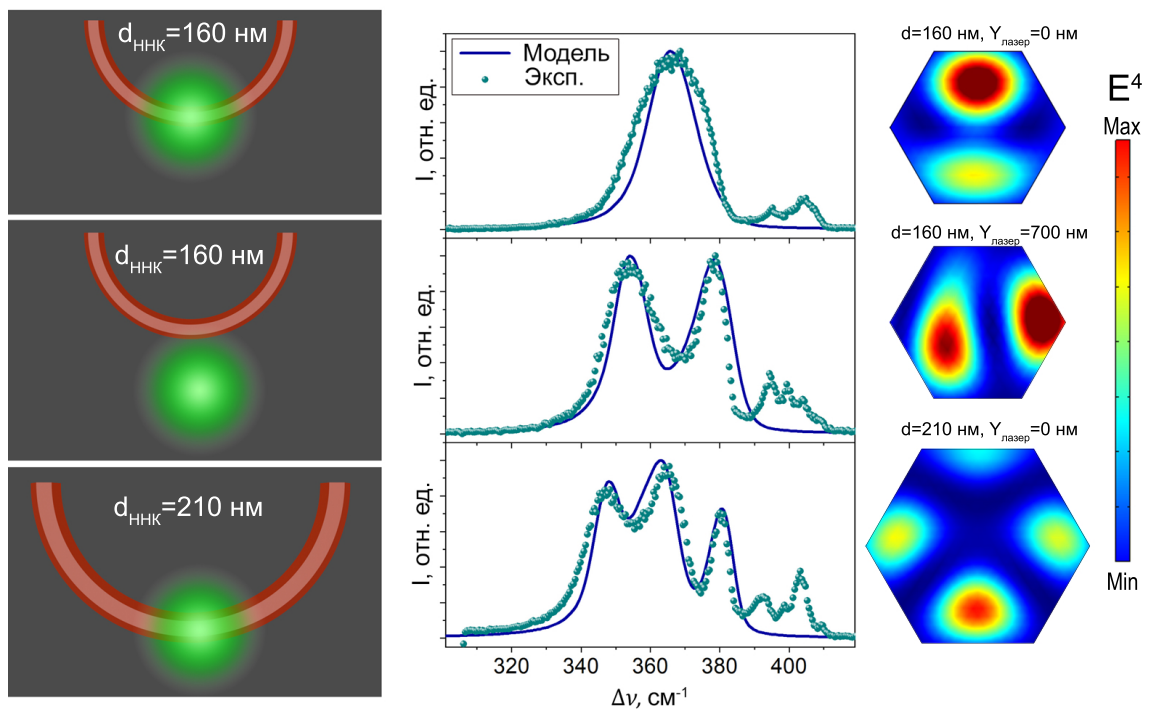 dННК=160 нм
dННК=160 нм
dННК=210 нм
Модель
Эксп.
I, отн. ед.
I, отн. ед.
I, отн. ед.
320
340
360
380
400
Δν, см⁻¹
d=160 нм, Yлазер=0 нм
d=160 нм, Yлазер=700 нм
d=210 нм, Yлазер=0 нм
E⁴
Max
Min